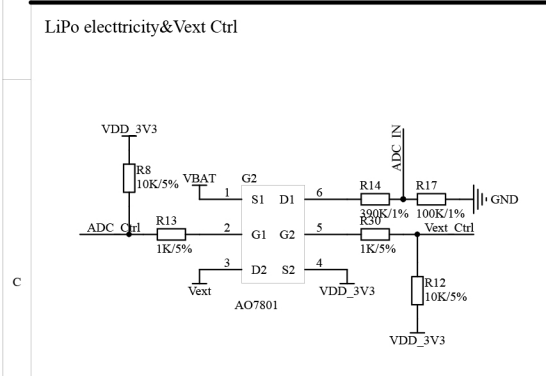 LiPo electtricity&Vext Ctrl
VDD_3V3
R8
10K/5%
VBAT
G2
ADC_IN
1
S1
D1
6
R14
390K/1%
R17
100K/1%
GND
ADC_Ctrl
R13
1K/5%
2
G1
G2
5
R30
1K/5%
Vext_Ctrl
3
D2
S2
4
Vext
VDD_3V3
AO7801
R12
10K/5%
VDD_3V3
C